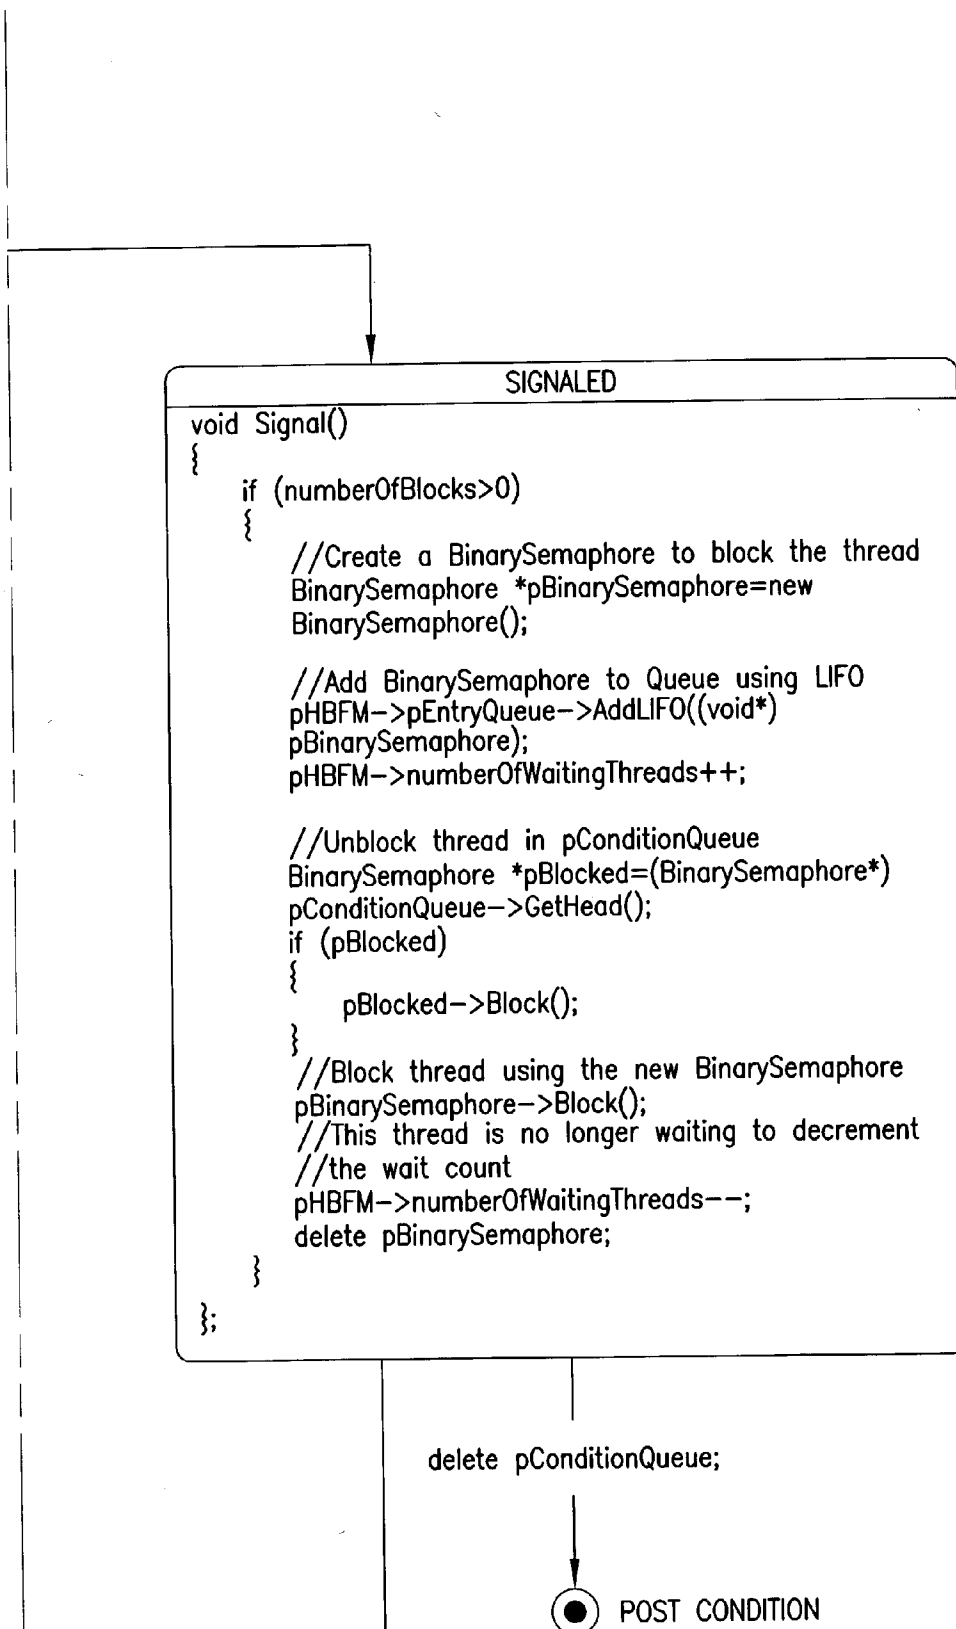 SIGNALED
void Signal()
{
if (numberOfBlocks>0)
{
//Create a BinarySemaphore to block the thread
BinarySemaphore *pBinarySemaphore=new
BinarySemaphore();
//Add BinarySemaphore to Queue using LIFO
pHBFM->pEntryQueue->AddLIFO((void*)
pBinarySemaphore);
pHBFM->numberOfWaitingThreads++;
//Unblock thread in pConditionQueue
BinarySemaphore *pBlocked=(BinarySemaphore*)
pConditionQueue->GetHead();
if (pBlocked)
{
pBlocked->Block();
}
//Block thread using the new BinarySemaphore
pBinarySemaphore->Block();
//This thread is no longer waiting to decrement
//the wait count
pHBFM->numberOfWaitingThreads--;
delete pBinarySemaphore;
}
};
delete pConditionQueue;
POST CONDITION